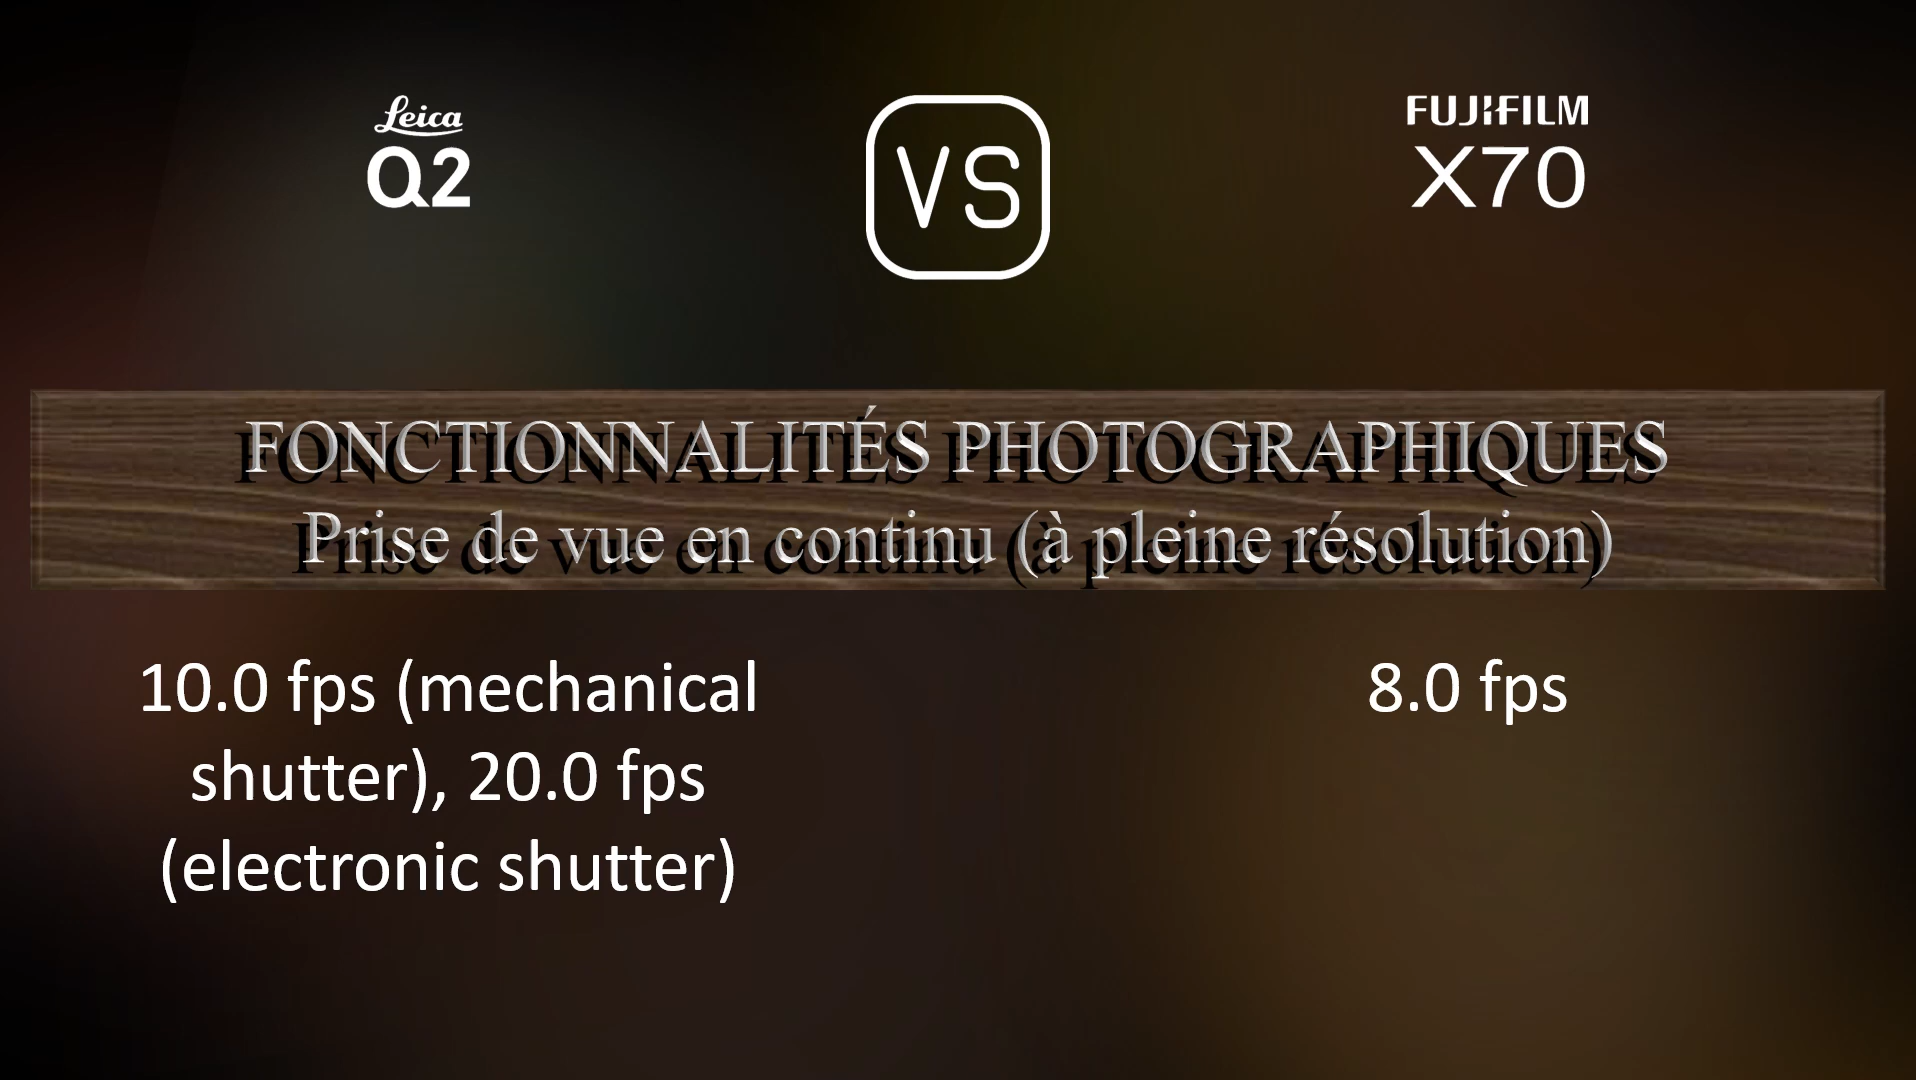 Leica
Q2
VS
FUJIFILM
X70
FONCTIONNALITÉS PHOTOGRAPHIQUES
Prise de vue en continu (à pleine résolution)
10.0 fps (mechanical
shutter), 20.0 fps
(electronic shutter)
8.0 fps